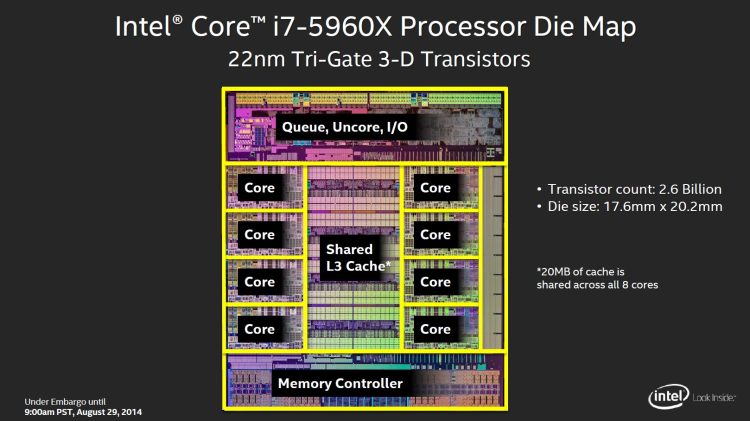 Intel® Core™ i7-5960X Processor Die Map
22nm Tri-Gate 3-D Transistors
Queue, Uncore, I/O
Core
Core
Core
Core
Shared
L3 Cache*
Core
Core
Core
Core
Memory Controller
• Transistor count: 2.6 Billion
• Die size: 17.6mm x 20.2mm
*20MB of cache is
shared across all 8 cores
Under Embargo until
9:00am PST, August 29, 2014
intel Look Inside.™